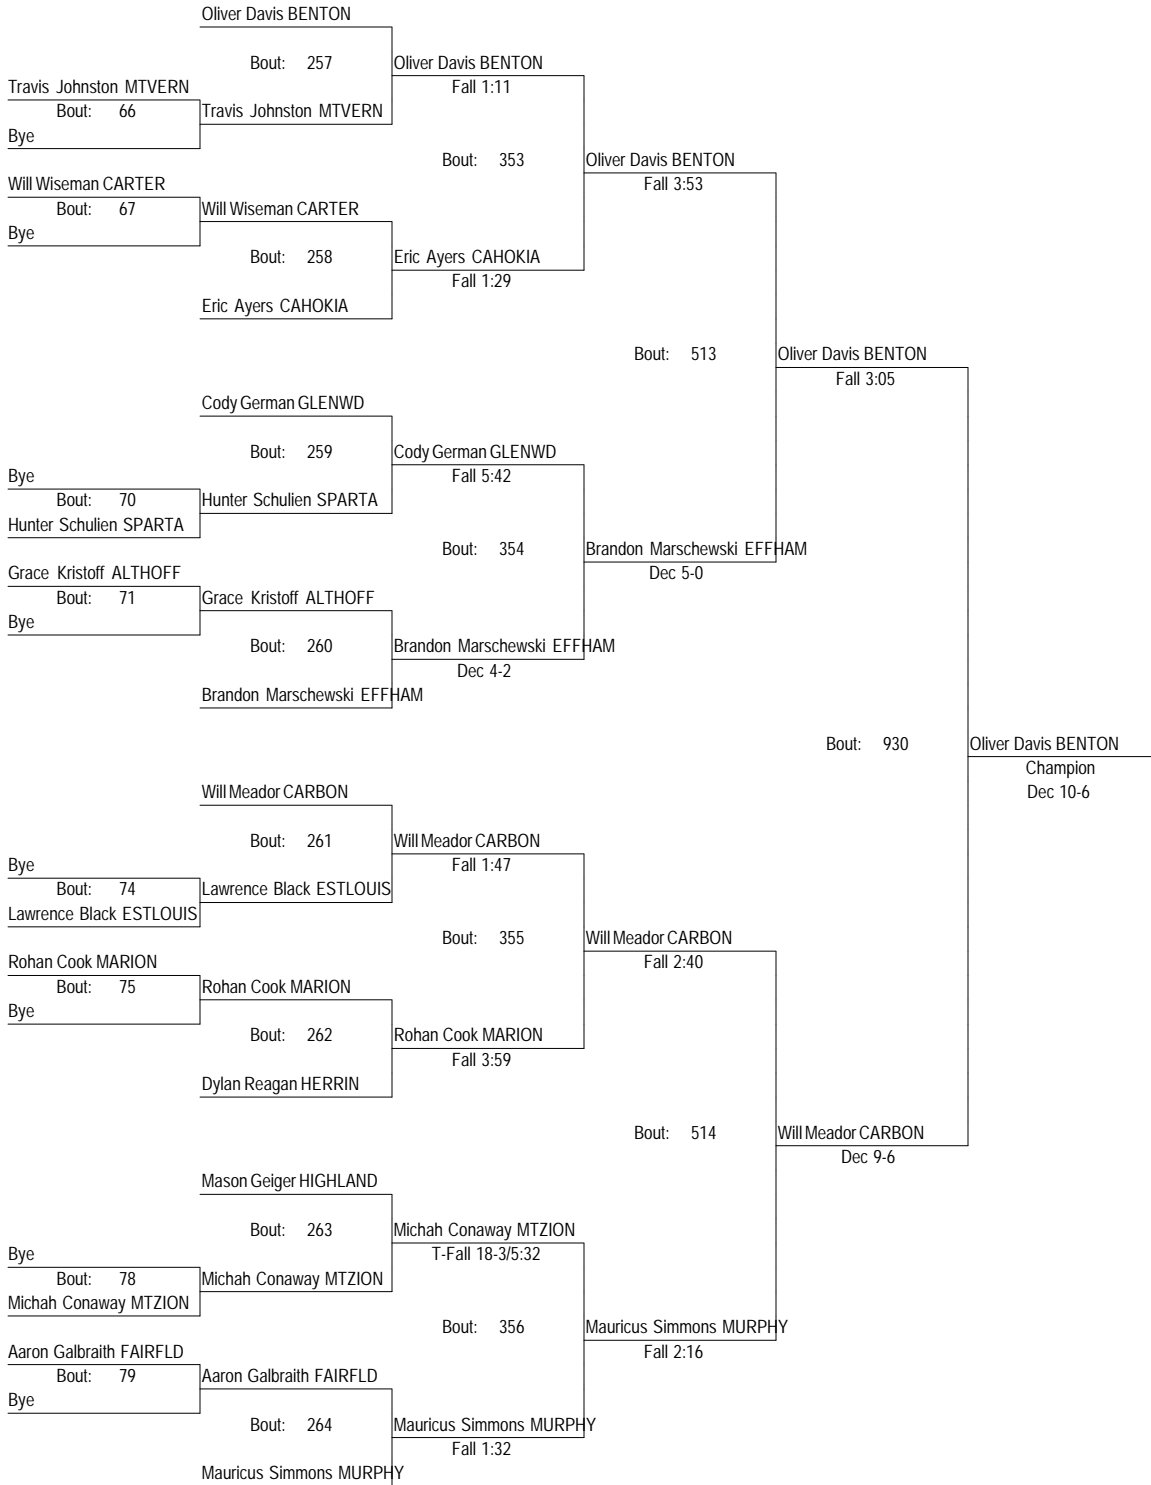 Oliver Davis BENTON
Bout: 257
Oliver Davis BENTON
Fall 1:11
Travis Johnston MTVERN
Bout: 66
Travis Johnston MTVERN
Bye
Bout: 353
Oliver Davis BENTON
Fall 3:53
Will Wiseman CARTER
Bout: 67
Will Wiseman CARTER
Bye
Bout: 258
Eric Ayers CAHOKIA
Fall 1:29
Eric Ayers CAHOKIA
Bout: 513
Oliver Davis BENTON
Fall 3:05
Cody German GLENWD
Bout: 259
Cody German GLENWD
Fall 5:42
Bye
Bout: 70
Hunter Schulien SPARTA
Hunter Schulien SPARTA
Bout: 354
Brandon Marschewski EFFHAM
Dec 5-0
Grace Kristoff ALTHOFF
Bout: 71
Grace Kristoff ALTHOFF
Bye
Bout: 260
Brandon Marschewski EFFHAM
Dec 4-2
Brandon Marschewski EFFHAM
Bout: 930
Oliver Davis BENTON
Champion
Dec 10-6
Will Meador CARBON
Bout: 261
Will Meador CARBON
Fall 1:47
Bye
Bout: 74
Lawrence Black ESTLOUIS
Lawrence Black ESTLOUIS
Bout: 355
Will Meador CARBON
Fall 2:40
Rohan Cook MARION
Bout: 75
Rohan Cook MARION
Bye
Bout: 262
Rohan Cook MARION
Fall 3:59
Dylan Reagan HERRIN
Bout: 514
Will Meador CARBON
Dec 9-6
Mason Geiger HIGHLAND
Bout: 263
Michah Conaway MTZION
T-Fall 18-3/5:32
Bye
Bout: 78
Michah Conaway MTZION
Michah Conaway MTZION
Bout: 356
Mauricus Simmons MURPHY
Fall 2:16
Aaron Galbraith FAIRFLD
Bout: 79
Aaron Galbraith FAIRFLD
Bye
Bout: 264
Mauricus Simmons MURPHY
Fall 1:32
Mauricus Simmons MURPHY